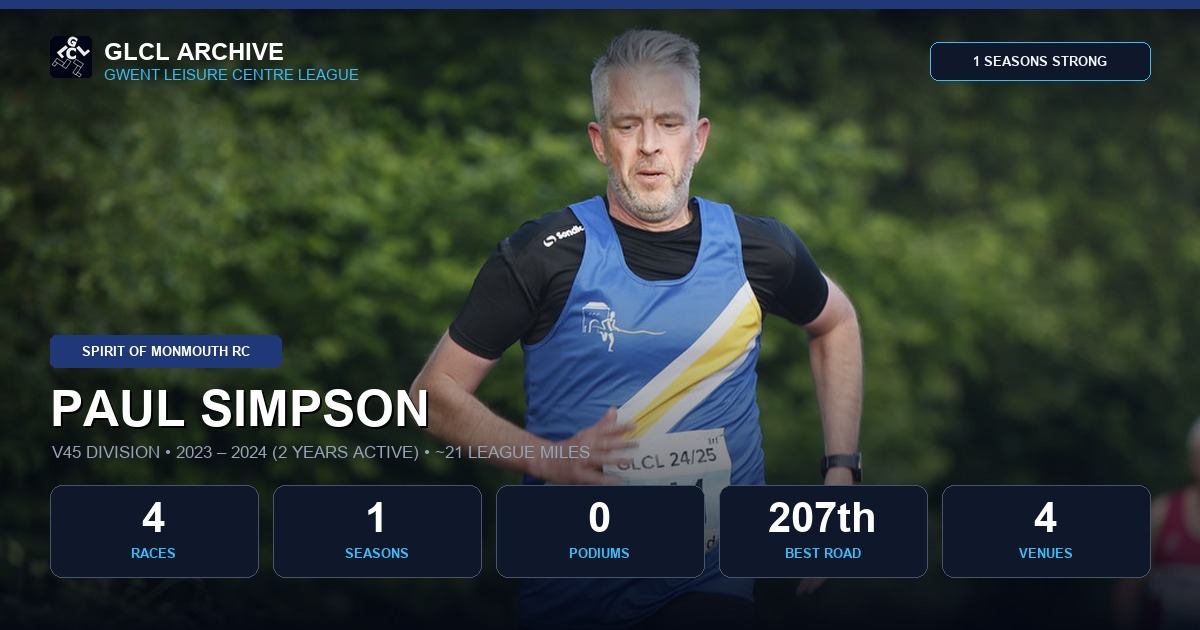 GLCL ARCHIVE
GWENT LEISURE CENTRE LEAGUE
1 SEASONS STRONG
GLCL 24/25
SPIRIT OF MONMOUTH RC
PAUL SIMPSON
V45 DIVISION • 2023 – 2024 (2 YEARS ACTIVE) • ~21 LEAGUE MILES
4
RACES
1
SEASONS
0
PODIUMS
207th
BEST ROAD
4
VENUES